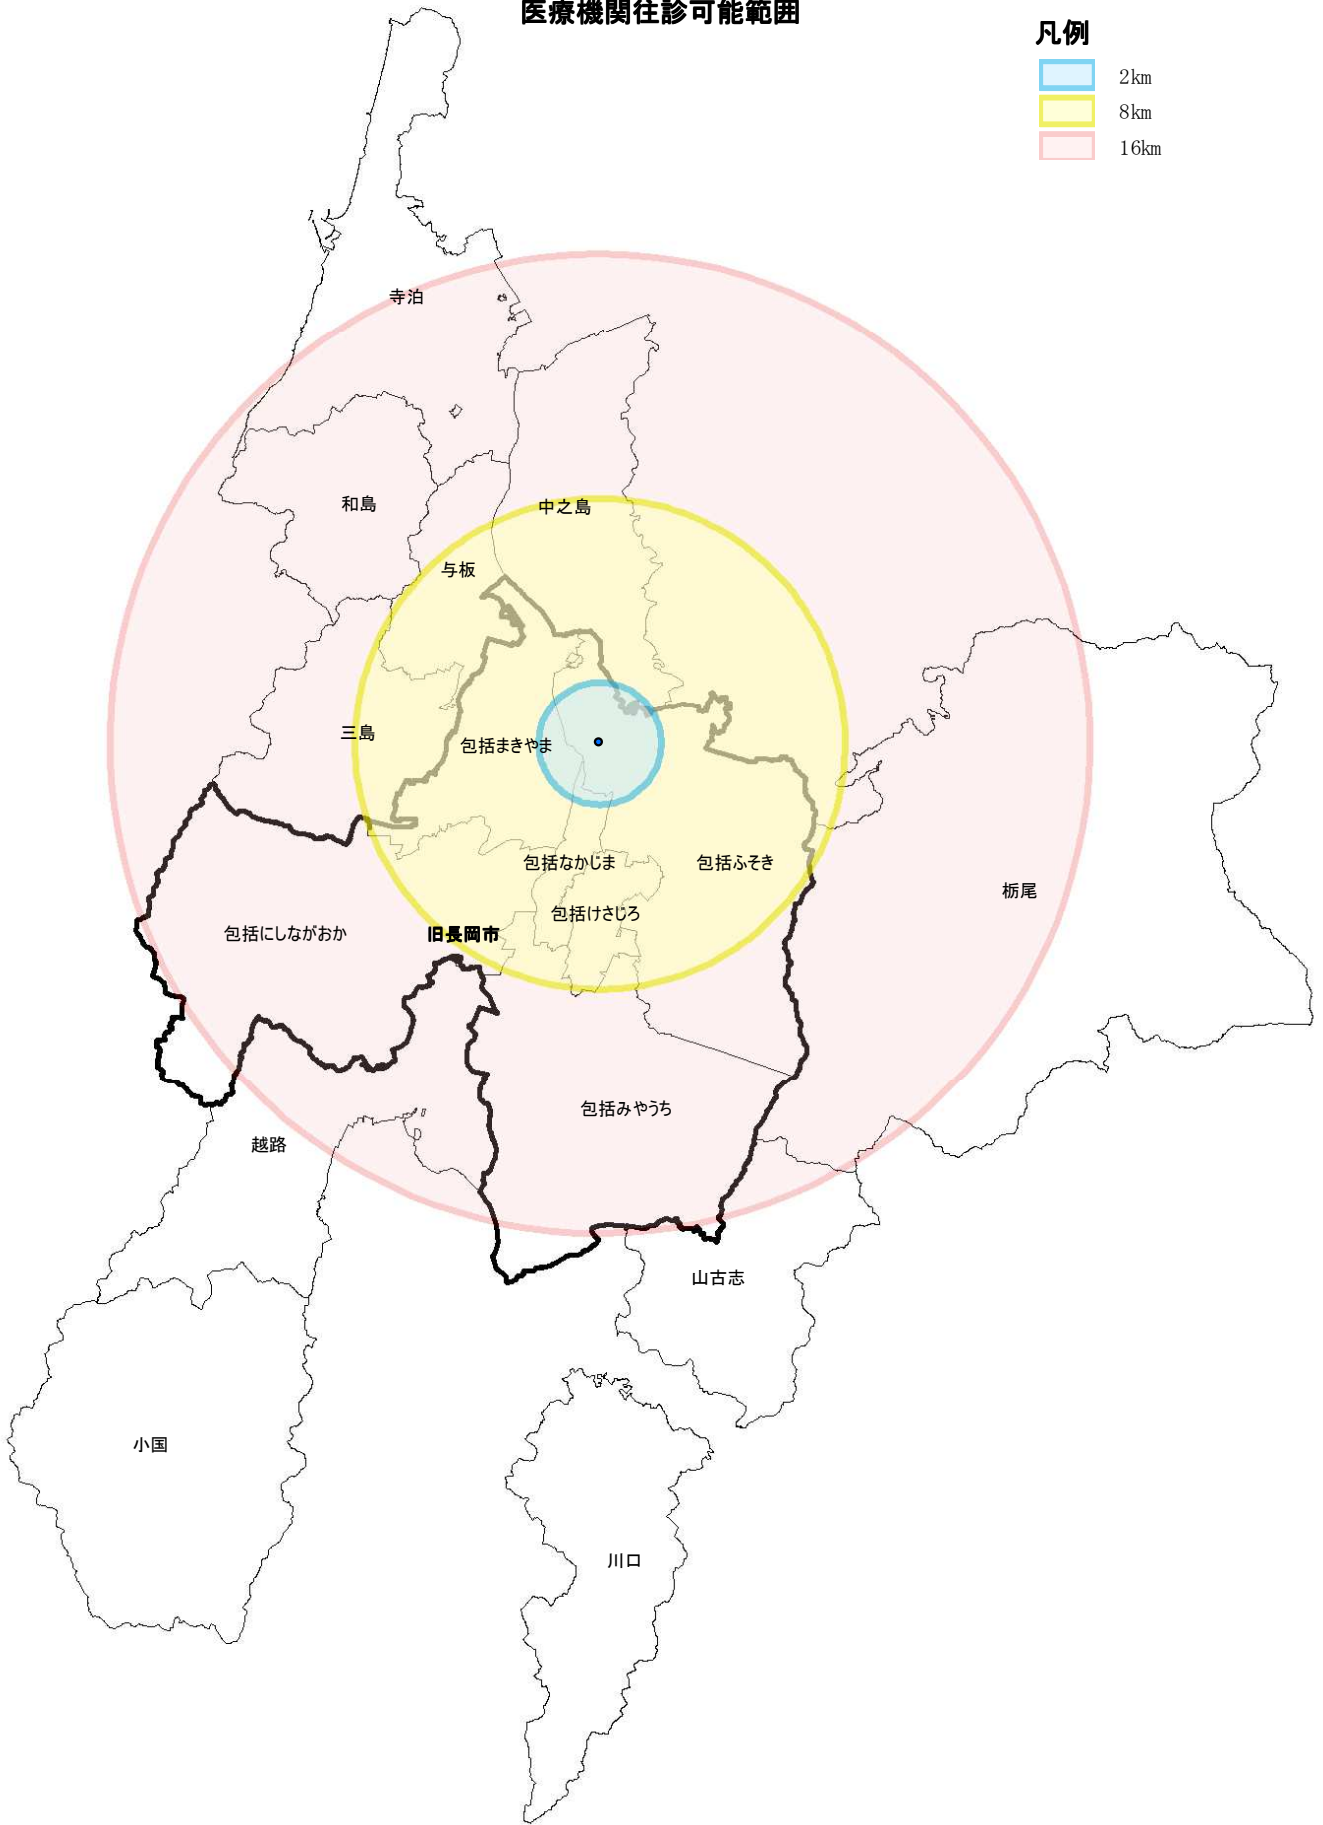 医療機関往診可能範囲
凡例
2km
8km
16km
寺泊
和島
中之島
与板
三島
包括まきやま
包括なかじま
包括ふそき
栃尾
包括けさじろ
包括にしながおか
旧長岡市
包括みやうち
越路
山古志
小国
川口